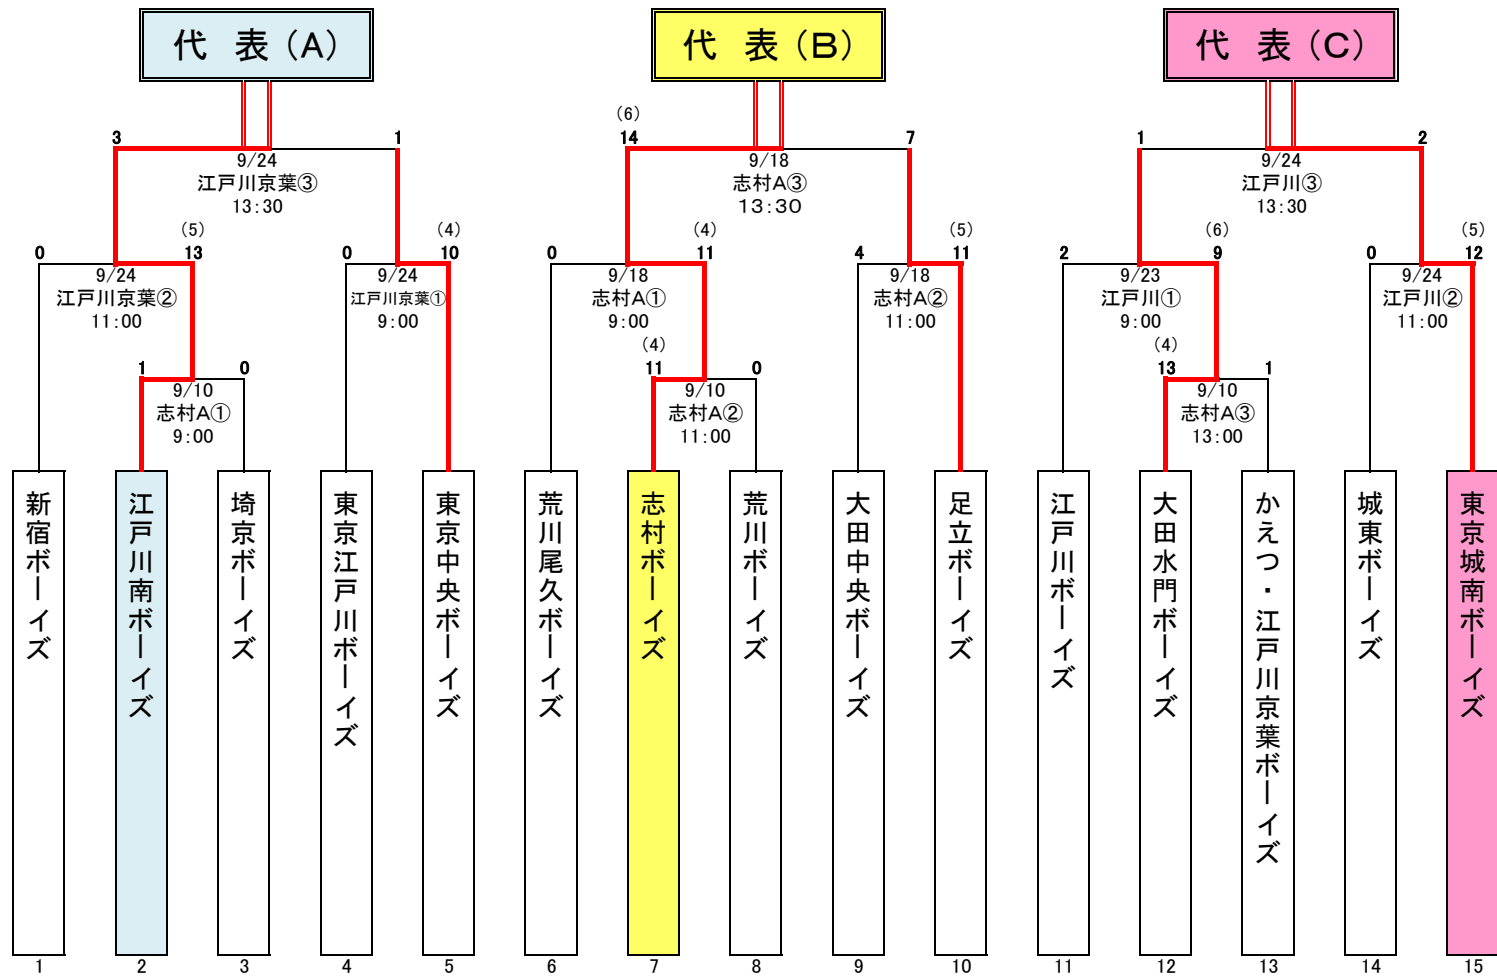 代 表（A）
代 表（B）
代 表（C）
（6）
3
1
14
7
1
2
9/24
江戸川京葉③
13:30
9/18
志村A③
13:30
9/24
江戸川③
13:30
（5）
（4）
（4）
（5）
（6）
（5）
0
13
0
10
0
11
4
11
2
9
0
12
9/24
江戸川京葉②
11:00
9/24
江戸川京葉①
9:00
9/18
志村A①
9:00
9/18
志村A②
11:00
9/23
江戸川①
9:00
9/24
江戸川②
11:00
（4）
（4）
1
0
11
0
13
1
9/10
志村A①
9:00
9/10
志村A②
11:00
9/10
志村A③
13:00
新宿ボーイズ
江戸川南ボーイズ
埼京ボーイズ
東京江戸川ボーイズ
東京中央ボーイズ
荒川尾久ボーイズ
志村ボーイズ
荒川ボーイズ
大田中央ボーイズ
足立ボーイズ
江戸川ボーイズ
大田水門ボーイズ
かえつ・江戸川京葉ボーイズ
城東ボーイズ
東京城南ボーイズ
1
2
3
4
5
6
7
8
9
10
11
12
13
14
15